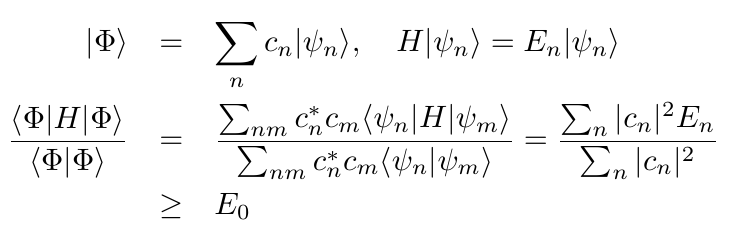 |Φ⟩ = ∑_n c_n|ψ_n⟩, H|ψ_n⟩ = E_n|ψ_n⟩
⟨Φ|H|Φ⟩/⟨Φ|Φ⟩ = ∑_{nm} c_n^* c_m⟨ψ_n|H|ψ_m⟩/∑_{nm} c_n^* c_m⟨ψ_n|ψ_m⟩ = ∑_n |c_n|^2 E_n/∑_n |c_n|^2
≥ E_0